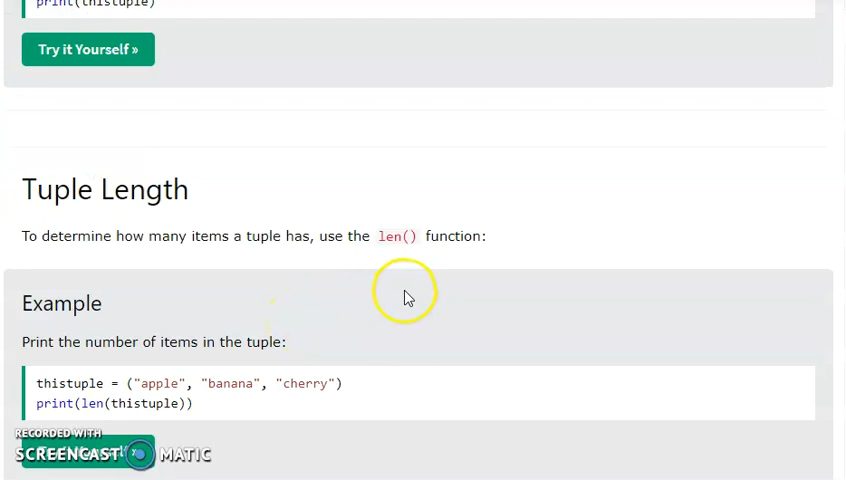 print(thistuple)
Try it Yourself »
Tuple Length
To determine how many items a tuple has, use the len() function:
Example
Print the number of items in the tuple:
thistuple = ("apple", "banana", "cherry")
print(len(thistuple))
RECORDED WITH
SCREENCAST MATIC